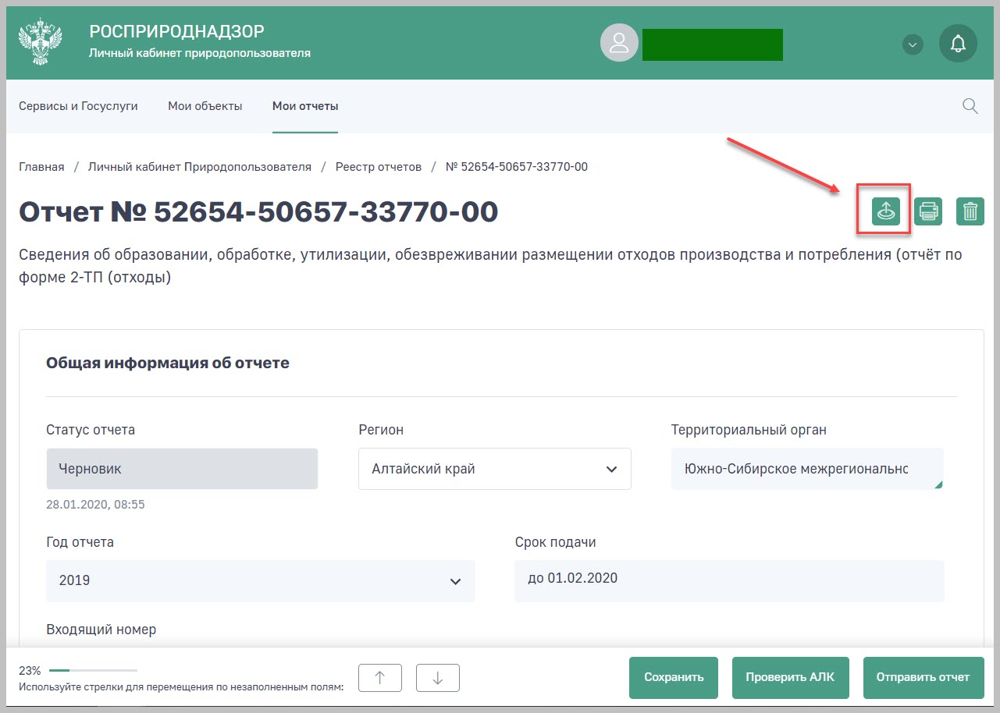 РОСПРИРОДНАДЗОР
Личный кабинет природопользователя
Сервисы и Госуслуги
Мои объекты
Мои отчеты
Главная / Личный кабинет Природопользователя / Реестр отчетов / № 52654-50657-33770-00
Отчет № 52654-50657-33770-00
Сведения об образовании, обработке, утилизации, обезвреживании размещении отходов производства и потребления (отчёт по
форме 2-ТП (отходы)
Общая информация об отчете
Статус отчета
Регион
Территориальный орган
Черновик
Алтайский край
Южно-Сибирское межрегионально
28.01.2020, 08:55
Год отчета
Срок подачи
2019
до 01.02.2020
Входящий номер
23%
Используйте стрелки для перемещения по незаполненным полям:
Сохранить
Проверить АЛК
Отправить отчет